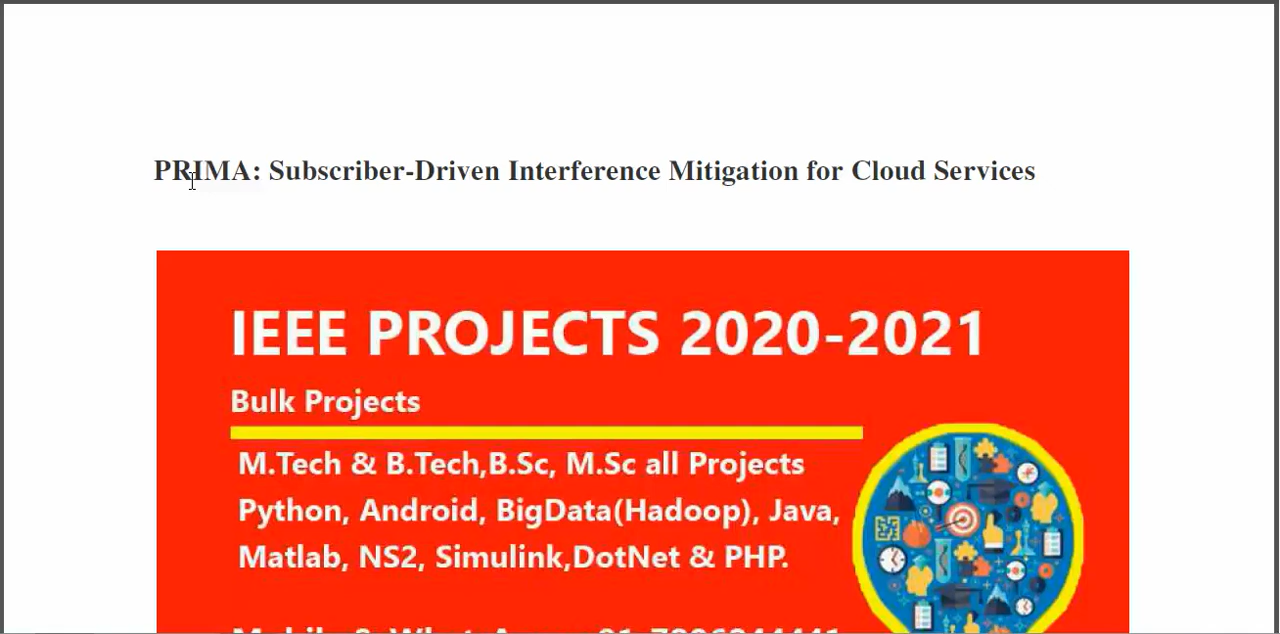 PRIMA: Subscriber-Driven Interference Mitigation for Cloud Services
IEEE PROJECTS 2020-2021
Bulk Projects
M.Tech & B.Tech,B.Sc, M.Sc all Projects
Python, Android, BigData(Hadoop), Java,
Matlab, NS2, Simulink,DotNet & PHP.